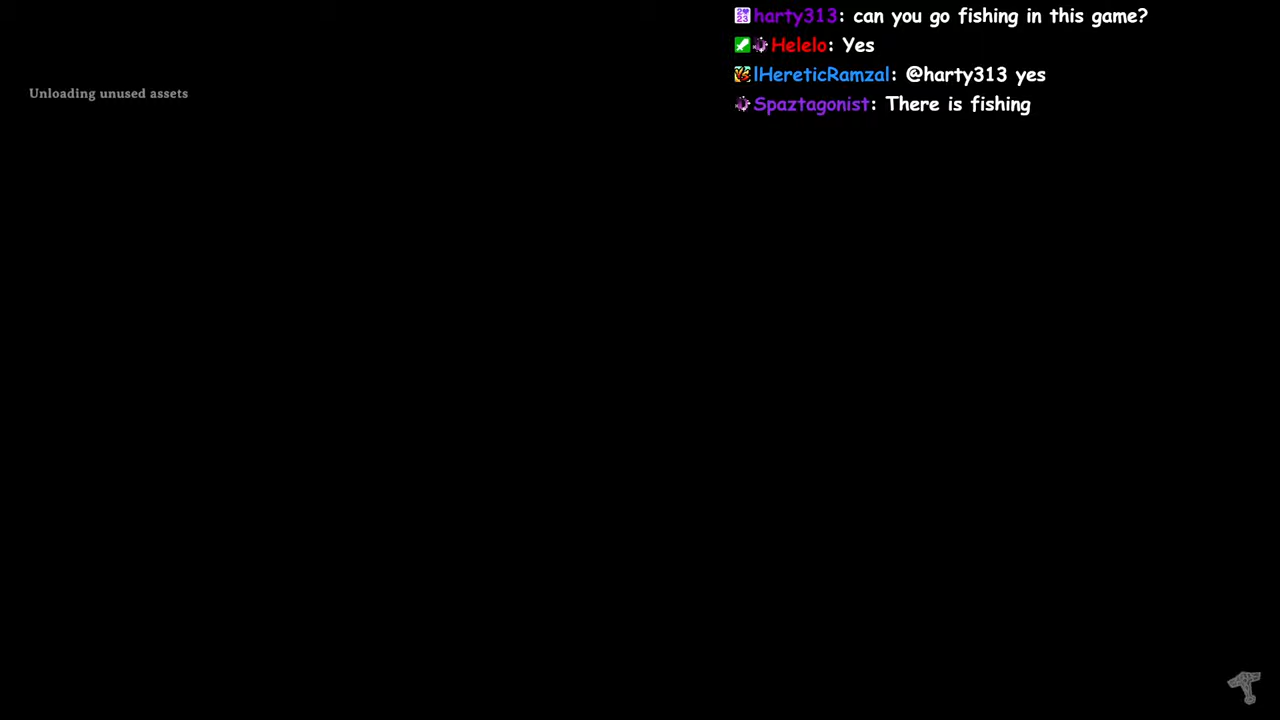 harty313: can you go fishing in this game?
Helelo: Yes
lHereticRamzal: @harty313 yes
Unloading unused assets
Spaztagonist: There is fishing